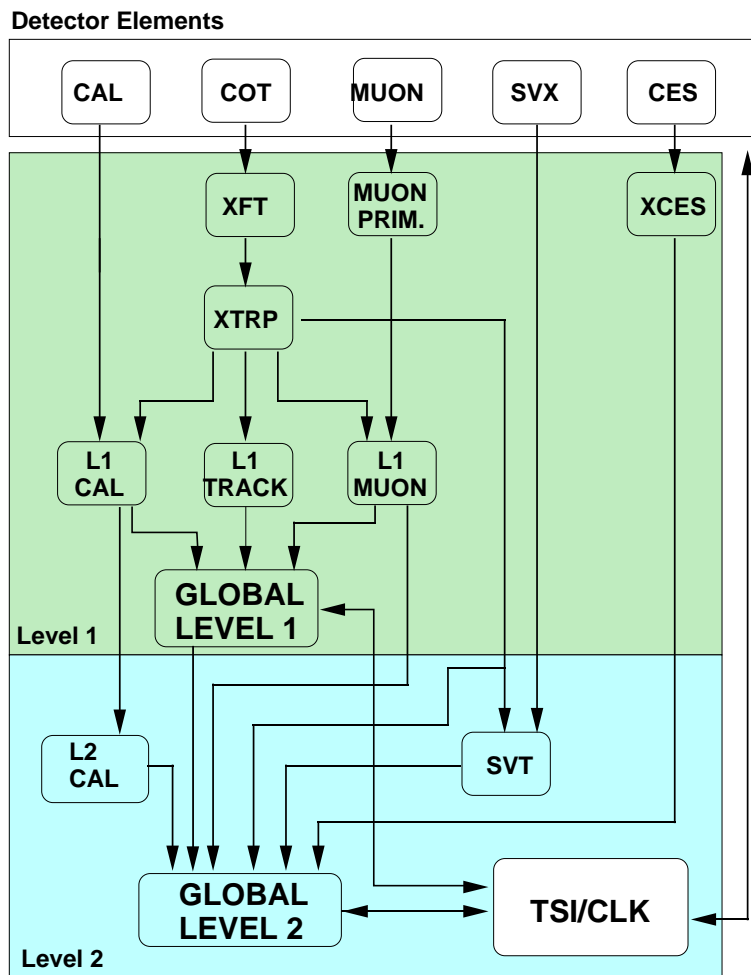 Detector Elements
CAL
COT
MUON
SVX
CES
XFT
MUON
PRIM.
XCES
XTRP
L1
CAL
L1
TRACK
L1
MUON
GLOBAL
LEVEL 1
Level 1
L2
CAL
SVT
GLOBAL
LEVEL 2
TSI/CLK
Level 2